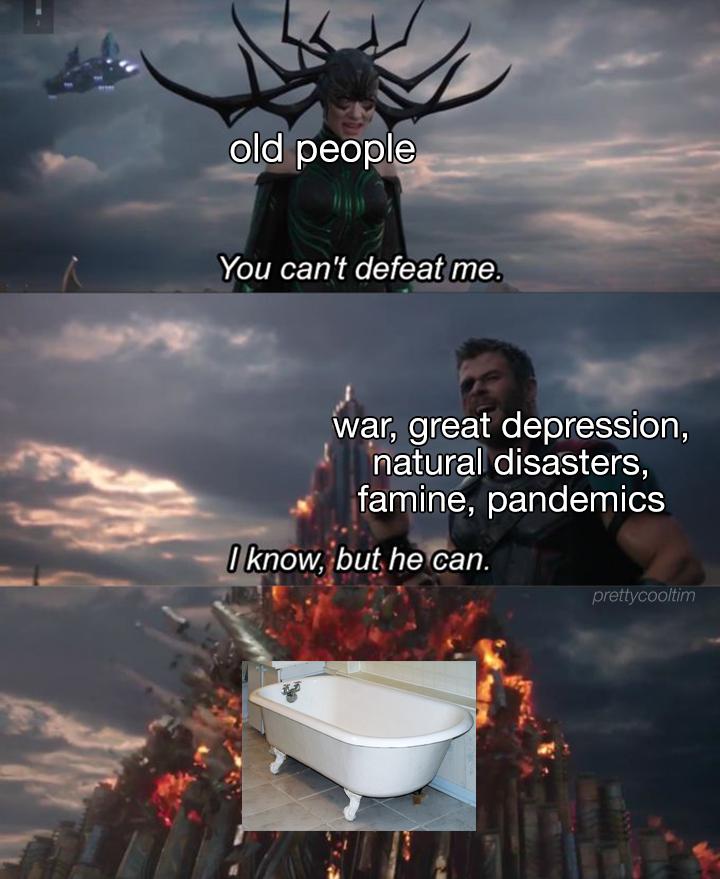 old people
You can't defeat me.
war, great depression,
natural disasters,
famine, pandemics
I know, but he can.
prettycooltim